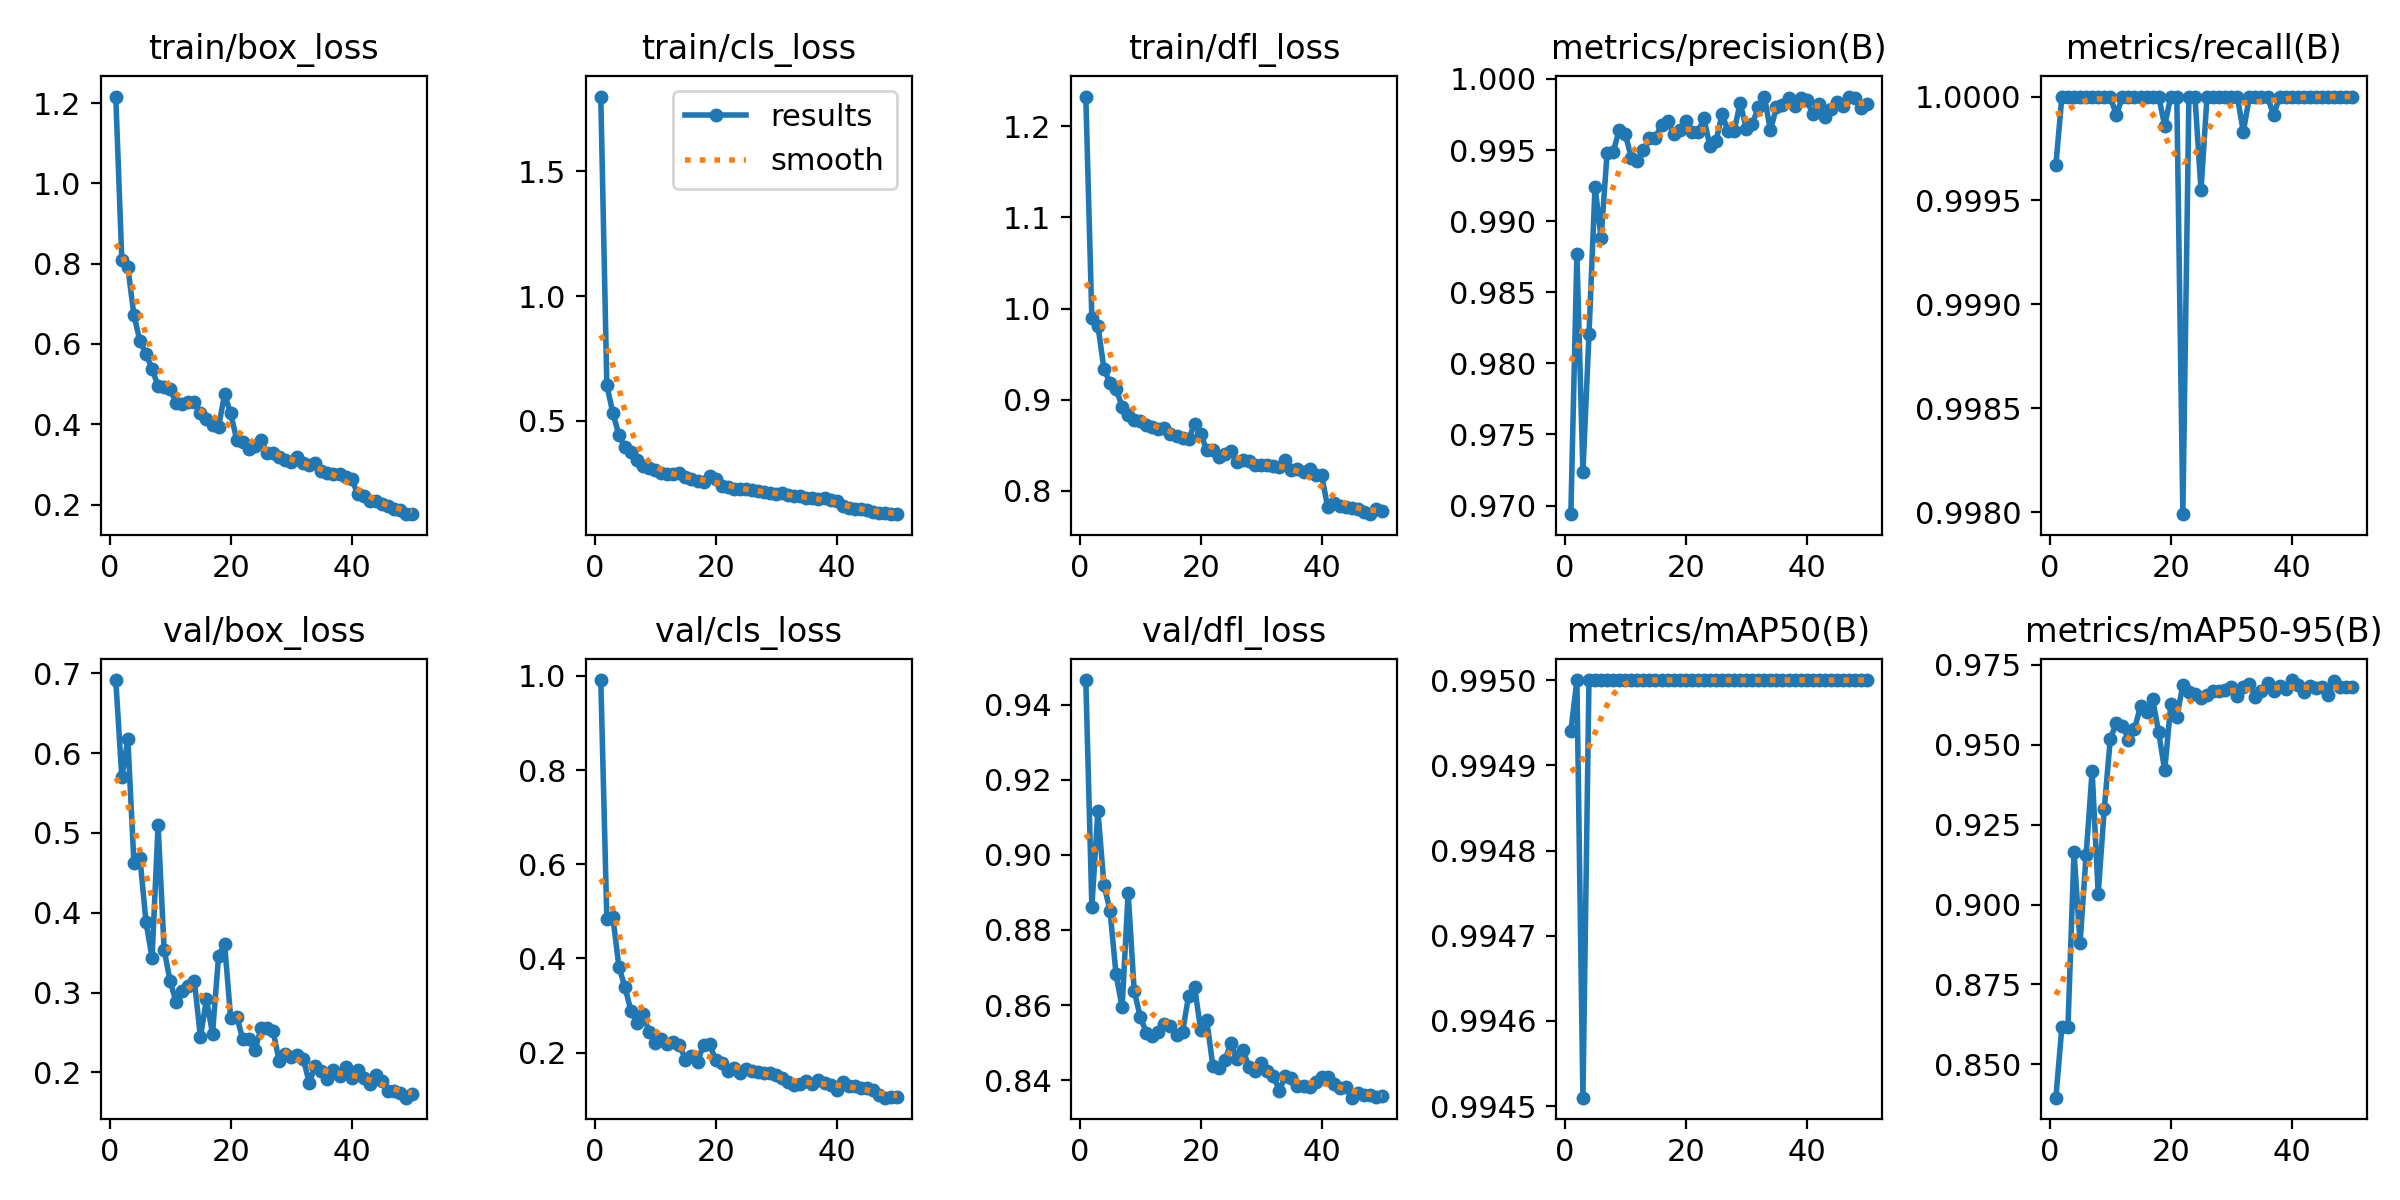 train/box_loss
1.2
1.0
0.8
0.6
0.4
0.2
0 20 40
train/cls_loss
results
smooth
1.5
1.0
0.5
0 20 40
train/dfl_loss
1.2
1.1
1.0
0.9
0.8
0 20 40
metrics/precision(B)
1.000
0.995
0.990
0.985
0.980
0.975
0.970
0 20 40
metrics/recall(B)
1.0000
0.9995
0.9990
0.9985
0.9980
0 20 40
val/box_loss
0.7
0.6
0.5
0.4
0.3
0.2
0 20 40
val/cls_loss
1.0
0.8
0.6
0.4
0.2
0 20 40
val/dfl_loss
0.94
0.92
0.90
0.88
0.86
0.84
0 20 40
metrics/mAP50(B)
0.9950
0.9949
0.9948
0.9947
0.9946
0.9945
0 20 40
metrics/mAP50-95(B)
0.975
0.950
0.925
0.900
0.875
0.850
0 20 40